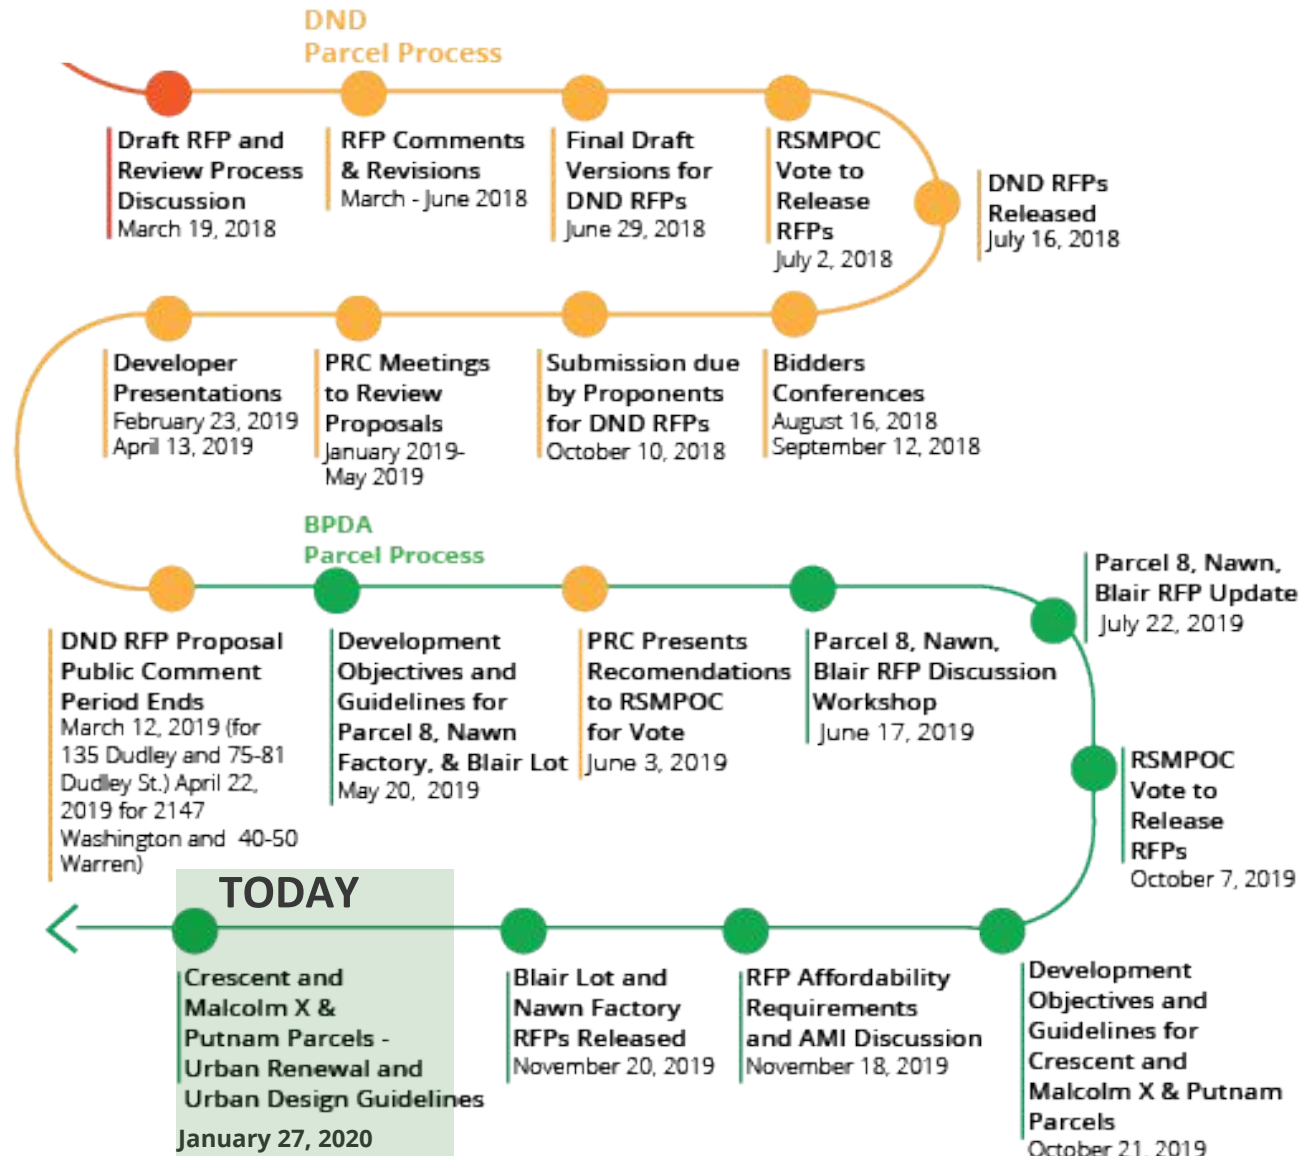 DND
Parcel Process
Draft RFP and
Review Process
Discussion
March 19, 2018
RFP Comments
& Revisions
March - June 2018
Final Draft
Versions for
DND RFPs
June 29, 2018
RSMPOC
Vote to
Release
RFPs
July 2, 2018
DND RFPs
Released
July 16, 2018
Developer
Presentations
February 23, 2019
April 13, 2019
PRC Meetings
to Review
Proposals
January 2019-
May 2019
Submission due
by Proponents
for DND RFPs
October 10, 2018
Bidders
Conferences
August 16, 2018
September 12, 2018
BPDA
Parcel Process
DND RFP Proposal
Public Comment
Period Ends
March 12, 2019 (for
135 Dudley and 75-81
Dudley St.) April 22,
2019 for 2147
Washington and 40-50
Warren)
Development
Objectives and
Guidelines for
Parcel 8, Nawn
Factory, & Blair Lot
May 20, 2019
PRC Presents
Recomendations
to RSMPOC
for Vote
June 3, 2019
Parcel 8, Nawn,
Blair RFP Discussion
Workshop
June 17, 2019
Parcel 8, Nawn,
Blair RFP Update
July 22, 2019
RSMPOC
Vote to
Release
RFPs
October 7, 2019
TODAY
Crescent and
Malcolm X &
Putnam Parcels -
Urban Renewal and
Urban Design Guidelines
January 27, 2020
Blair Lot and
Nawn Factory
RFPs Released
November 20, 2019
RFP Affordability
Requirements
and AMI Discussion
November 18, 2019
Development
Objectives and
Guidelines for
Crescent and
Malcolm X & Putnam
Parcels
October 21, 2019